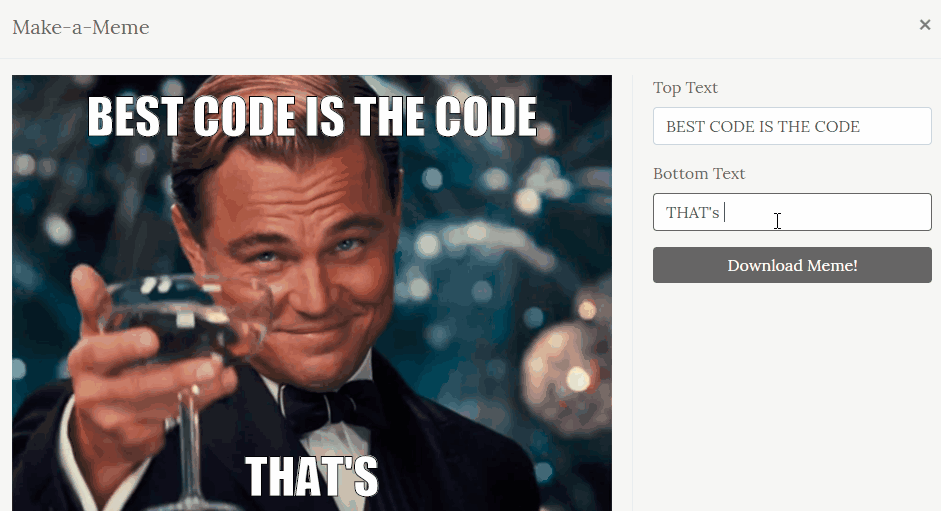 Make-a-Meme
×
BEST CODE IS THE CODE
THAT'S
Top Text
BEST CODE IS THE CODE
Bottom Text
THAT's
Download Meme!